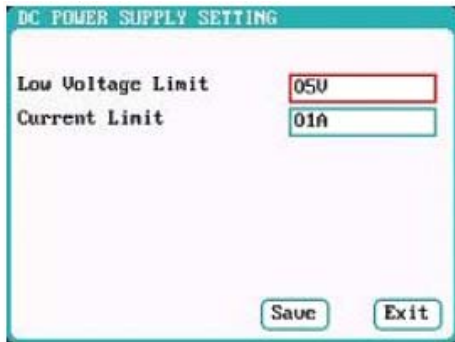 DC POWER SUPPLY SETTING
Low Voltage Limit 05V
Current Limit 01A
Save Exit